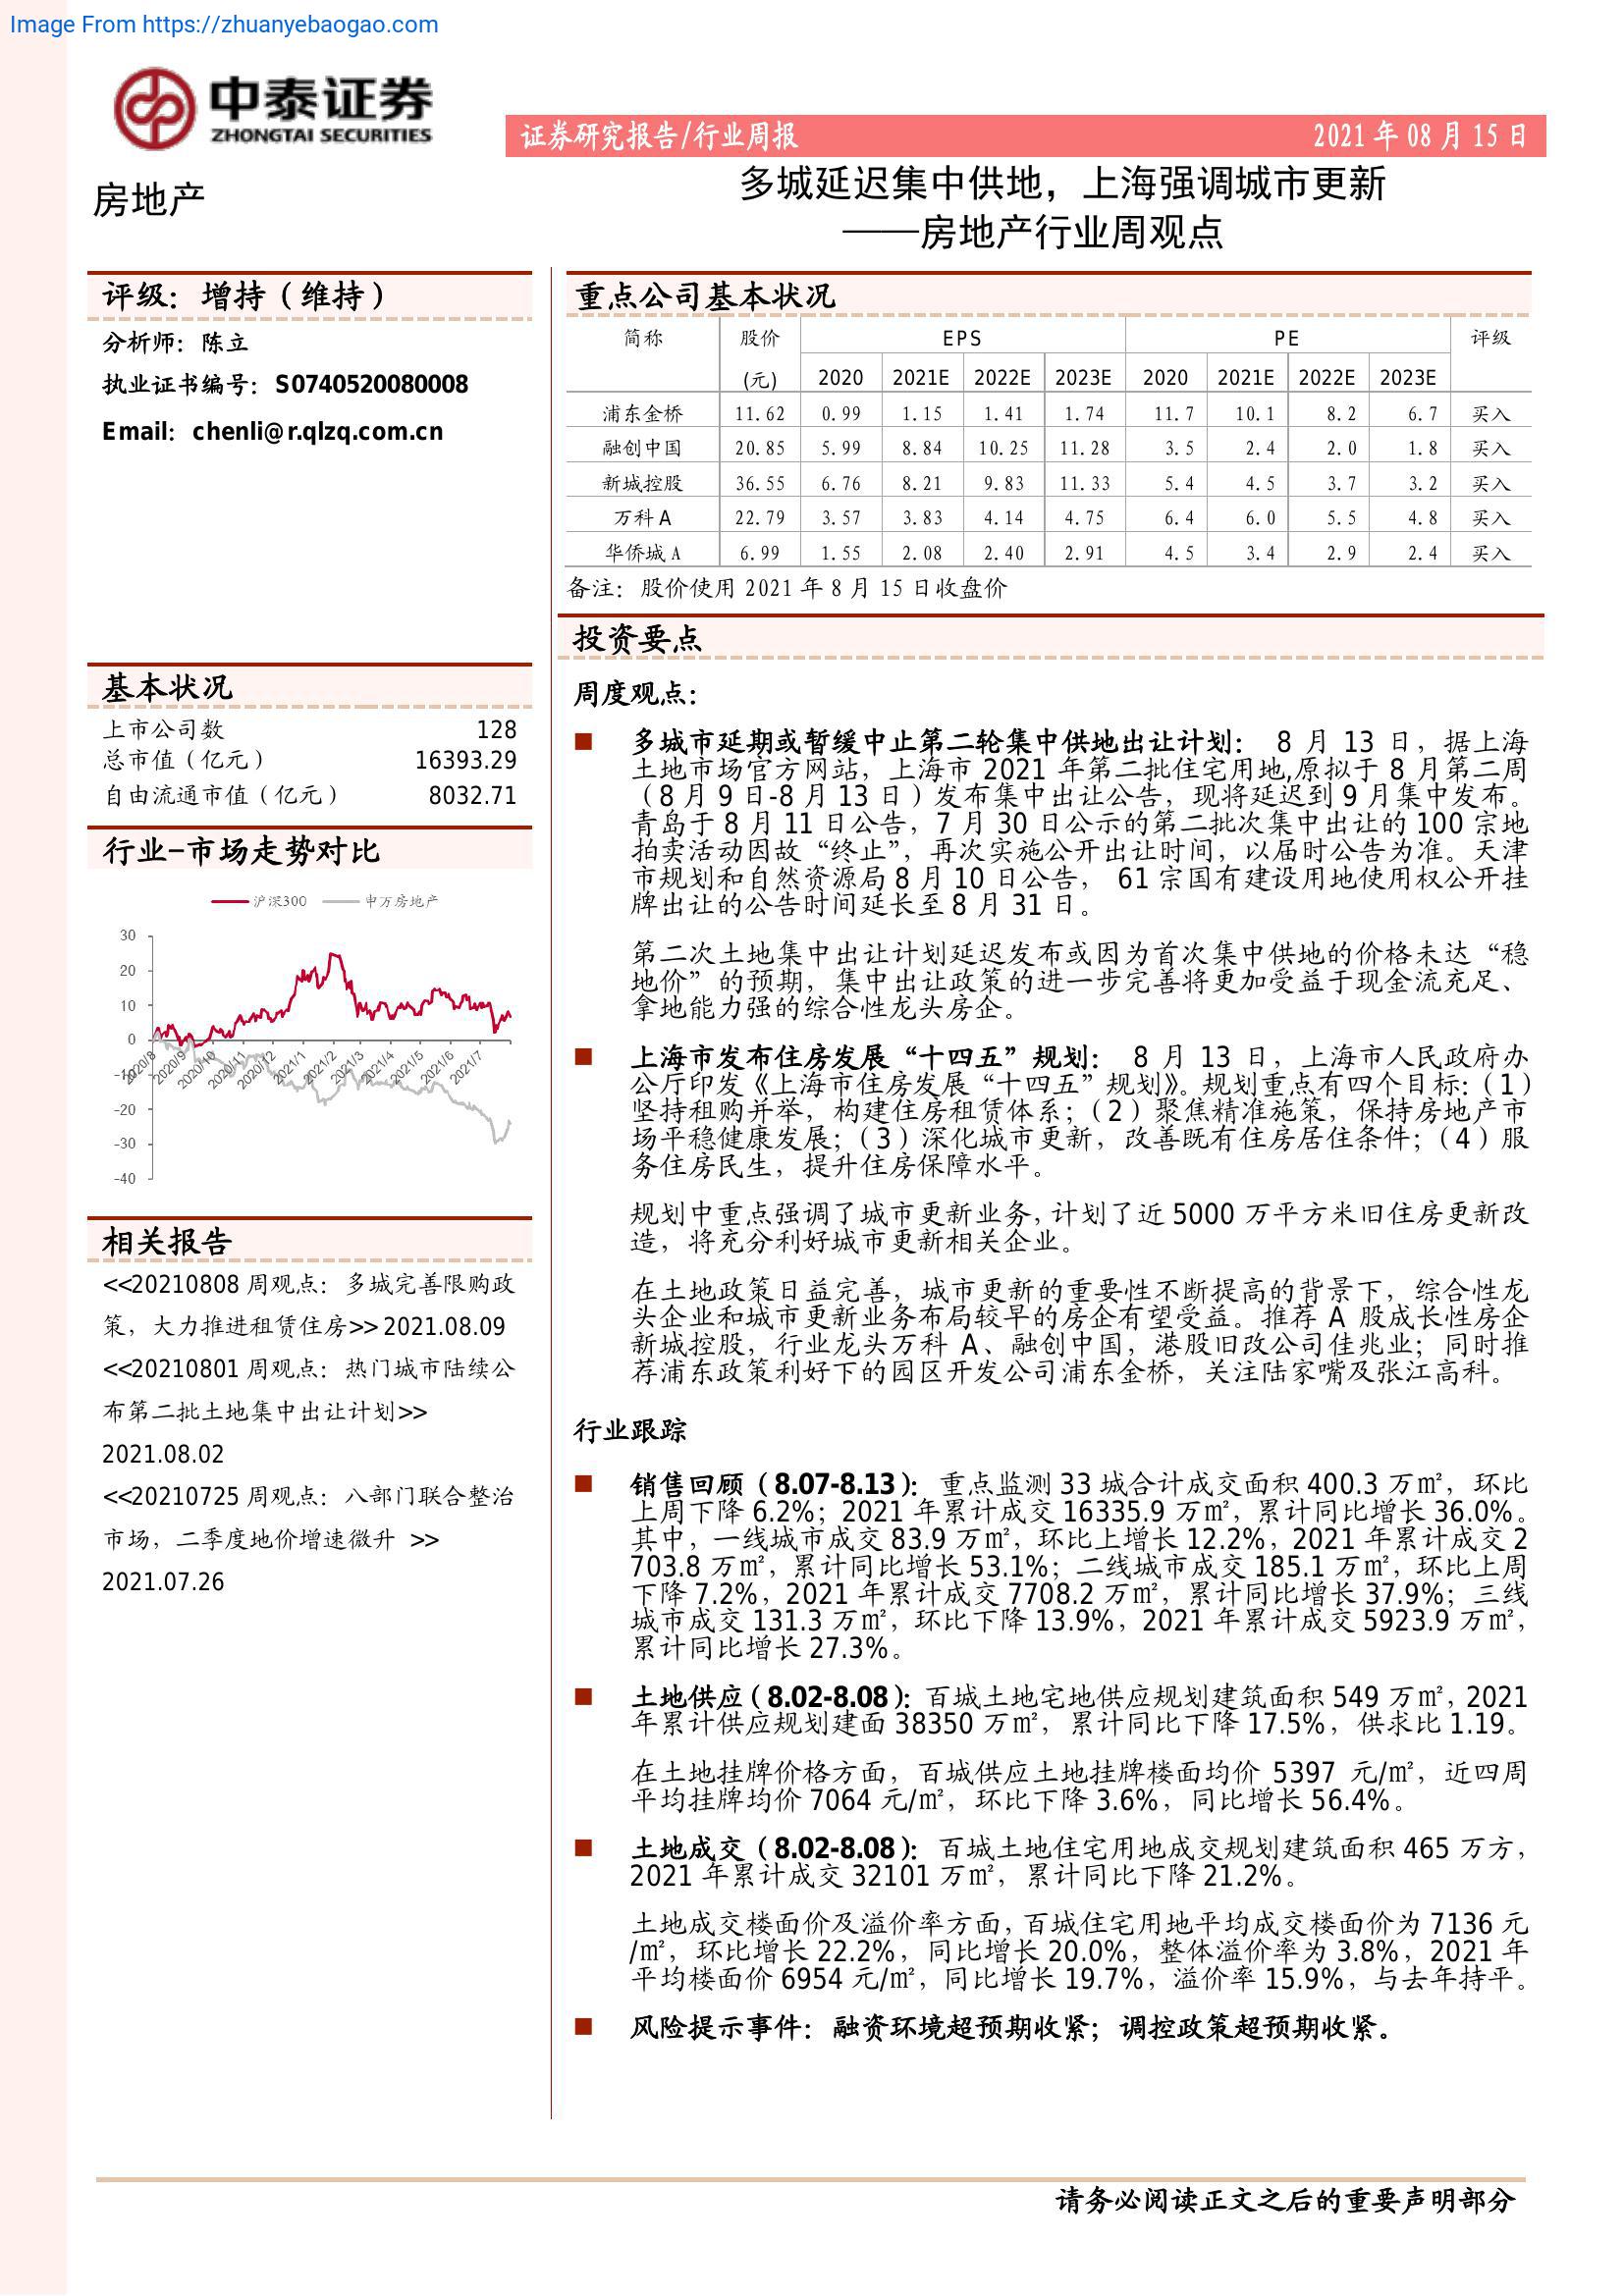 Image From https://zhuanyebaogao.com
中泰证券
ZHONGTAI SECURITIES
证券研究报告/行业周报 2021 年 08 月 15 日
房地产
多城延迟集中供地，上海强调城市更新
——房地产行业周观点
评级：增持（维持）
分析师：陈立
执业证书编号：S0740520080008
Email：chenli@r.qlzq.com.cn
基本状况
上市公司数 128
总市值（亿元） 16393.29
自由流通市值（亿元） 8032.71
行业-市场走势对比
沪深300 申万房地产
30
20
10
0
-10
-20
-30
-40
2020/8 2020/9 2020/10 2020/11 2020/12 2021/1 2021/2 2021/3 2021/4 2021/5 2021/6 2021/7
相关报告
<<20210808 周观点：多城完善限购政
策，大力推进租赁住房>> 2021.08.09
<<20210801 周观点：热门城市陆续公
布第二批土地集中出让计划>>
2021.08.02
<<20210725 周观点：八部门联合整治
市场，二季度地价增速微升 >>
2021.07.26
重点公司基本状况
简称 股价 EPS PE 评级
(元) 2020 2021E 2022E 2023E 2020 2021E 2022E 2023E
浦东金桥 11.62 0.99 1.15 1.41 1.74 11.7 10.1 8.2 6.7 买入
融创中国 20.85 5.99 8.84 10.25 11.28 3.5 2.4 2.0 1.8 买入
新城控股 36.55 6.76 8.21 9.83 11.33 5.4 4.5 3.7 3.2 买入
万科 A 22.79 3.57 3.83 4.14 4.75 6.4 6.0 5.5 4.8 买入
华侨城 A 6.99 1.55 2.08 2.40 2.91 4.5 3.4 2.9 2.4 买入
备注：股价使用 2021 年 8 月 15 日收盘价
投资要点
周度观点：
■ 多城市延期或暂缓中止第二轮集中供地出让计划： 8 月 13 日，据上海
土地市场官方网站，上海市 2021 年第二批住宅用地,原拟于 8 月第二周
（8 月 9 日-8 月 13 日）发布集中出让公告，现将延迟到 9 月集中发布。
青岛于 8 月 11 日公告，7 月 30 日公示的第二批次集中出让的 100 宗地
拍卖活动因故“终止”，再次实施公开出让时间，以届时公告为准。天津
市规划和自然资源局 8 月 10 日公告， 61 宗国有建设用地使用权公开挂
牌出让的公告时间延长至 8 月 31 日。
第二次土地集中出让计划延迟发布或因为首次集中供地的价格未达“稳
地价”的预期，集中出让政策的进一步完善将更加受益于现金流充足、
拿地能力强的综合性龙头房企。
■ 上海市发布住房发展“十四五”规划： 8 月 13 日，上海市人民政府办
公厅印发《上海市住房发展“十四五”规划》。规划重点有四个目标：（1）
坚持租购并举，构建住房租赁体系；（2）聚焦精准施策，保持房地产市
场平稳健康发展；（3）深化城市更新，改善既有住房居住条件；（4）服
务住房民生，提升住房保障水平。
规划中重点强调了城市更新业务，计划了近 5000 万平方米旧住房更新改
造，将充分利好城市更新相关企业。
在土地政策日益完善，城市更新的重要性不断提高的背景下，综合性龙
头企业和城市更新业务布局较早的房企有望受益。推荐 A 股成长性房企
新城控股，行业龙头万科 A、融创中国，港股旧改公司佳兆业；同时推
荐浦东政策利好下的园区开发公司浦东金桥，关注陆家嘴及张江高科。
行业跟踪
■ 销售回顾（8.07-8.13）：重点监测 33 城合计成交面积 400.3 万㎡，环比
上周下降 6.2%；2021 年累计成交 16335.9 万㎡，累计同比增长 36.0%。
其中，一线城市成交 83.9 万㎡，环比上增长 12.2%，2021 年累计成交 2
703.8 万㎡，累计同比增长 53.1%；二线城市成交 185.1 万㎡，环比上周
下降 7.2%，2021 年累计成交 7708.2 万㎡，累计同比增长 37.9%；三线
城市成交 131.3 万㎡，环比下降 13.9%，2021 年累计成交 5923.9 万㎡，
累计同比增长 27.3%。
■ 土地供应（8.02-8.08）：百城土地宅地供应规划建筑面积 549 万㎡，2021
年累计供应规划建面 38350 万㎡，累计同比下降 17.5%，供求比 1.19。
在土地挂牌价格方面，百城供应土地挂牌楼面均价 5397 元/㎡，近四周
平均挂牌均价 7064 元/㎡，环比下降 3.6%，同比增长 56.4%。
■ 土地成交（8.02-8.08）：百城土地住宅用地成交规划建筑面积 465 万方，
2021 年累计成交 32101 万㎡，累计同比下降 21.2%。
土地成交楼面价及溢价率方面，百城住宅用地平均成交楼面价为 7136 元
/㎡，环比增长 22.2%，同比增长 20.0%，整体溢价率为 3.8%，2021 年
平均楼面价 6954 元/㎡，同比增长 19.7%，溢价率 15.9%，与去年持平。
■ 风险提示事件：融资环境超预期收紧；调控政策超预期收紧。
请务必阅读正文之后的重要声明部分